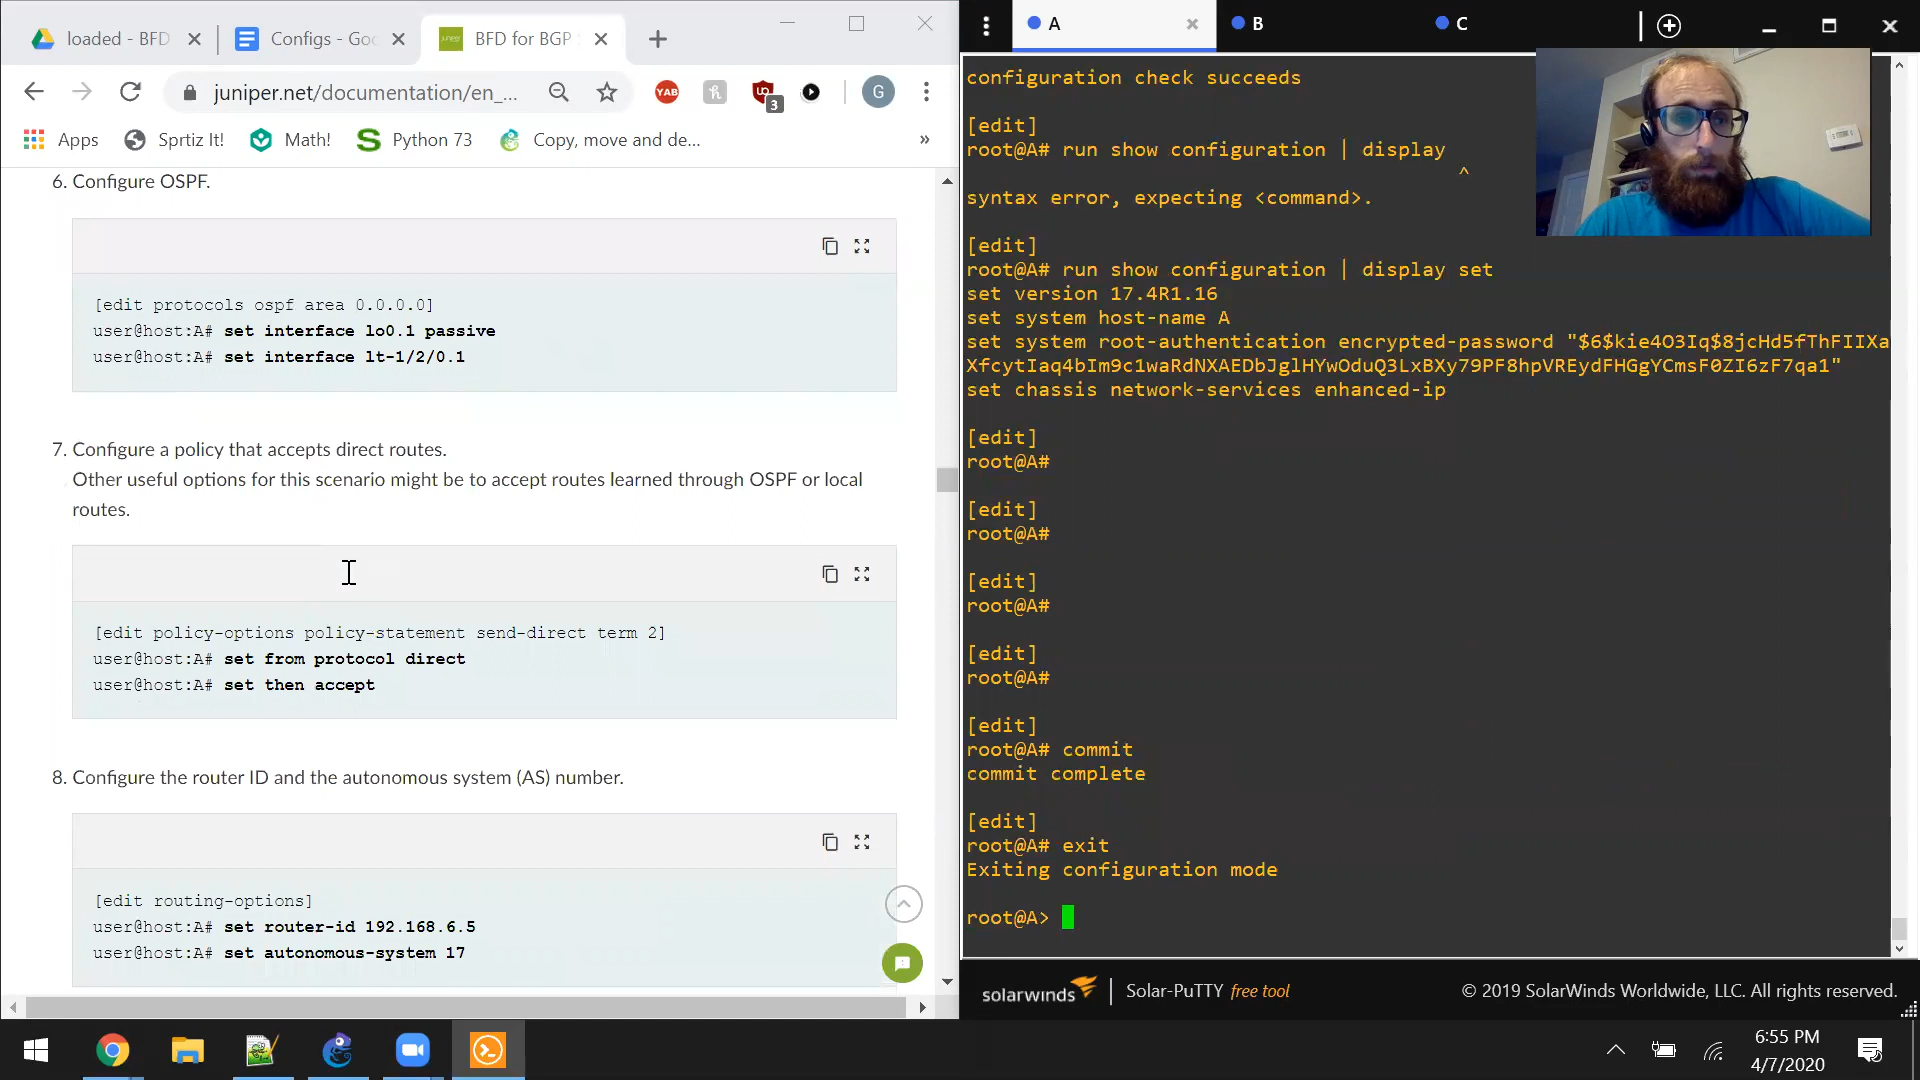 loaded - BFD
Configs - Goo
BFD for BGP
juniper.net/documentation/en_...
YAB
3
G
Apps
Sprtiz It!
Math!
Python 73
Copy, move and de...
»
6. Configure OSPF.
[edit protocols ospf area 0.0.0.0]
user@host:A# set interface lo0.1 passive
user@host:A# set interface lt-1/2/0.1
7. Configure a policy that accepts direct routes.
Other useful options for this scenario might be to accept routes learned through OSPF or local
routes.
[edit policy-options policy-statement send-direct term 2]
user@host:A# set from protocol direct
user@host:A# set then accept
8. Configure the router ID and the autonomous system (AS) number.
[edit routing-options]
user@host:A# set router-id 192.168.6.5
user@host:A# set autonomous-system 17
A
B
C
configuration check succeeds
[edit]
root@A# run show configuration | display
^
syntax error, expecting <command>.
[edit]
root@A# run show configuration | display set
set version 17.4R1.16
set system host-name A
set system root-authentication encrypted-password "$6$kie4O3Iq$8jcHd5fThFIIXa
XfcytIaq4bIm9c1waRdNXAEDbJglHYwOduQ3LxBXy79PF8hpVREydFHGgYCmsF0ZI6zF7qa1"
set chassis network-services enhanced-ip
[edit]
root@A#
[edit]
root@A#
[edit]
root@A#
[edit]
root@A#
[edit]
root@A# commit
commit complete
[edit]
root@A# exit
Exiting configuration mode
root@A>
solarwinds
Solar-PuTTY free tool
© 2019 SolarWinds Worldwide, LLC. All rights reserved.
6:55 PM
4/7/2020